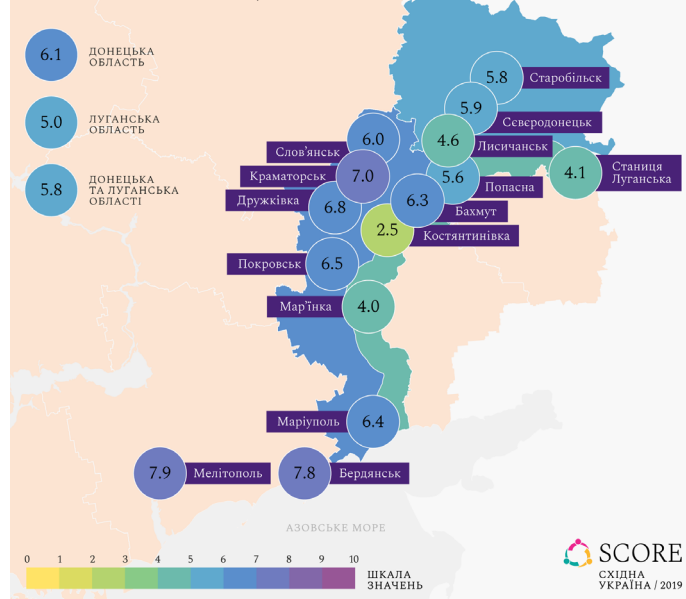 6.1
ДОНЕЦЬКА
ОБЛАСТЬ
5.0
ЛУГАНСЬКА
ОБЛАСТЬ
5.8
ДОНЕЦЬКА
ТА ЛУГАНСЬКА
ОБЛАСТІ
5.8 Старобільск
5.9 Сєвєродонецьк
4.6 Лисичанськ
4.1 Станиця
Луганська
Слов'янськ 6.0
Краматорськ 7.0
5.6 Попасна
Дружківка 6.8
6.3 Бахмут
2.5 Костянтинівка
Покровськ 6.5
Мар'їнка 4.0
Маріуполь 6.4
7.9 Мелітополь
7.8 Бердянськ
АЗОВСЬКЕ МОРЕ
0 1 2 3 4 5 6 7 8 9 10
ШКАЛА
ЗНАЧЕНЬ
SCORE
СХІДНА
УКРАЇНА / 2019